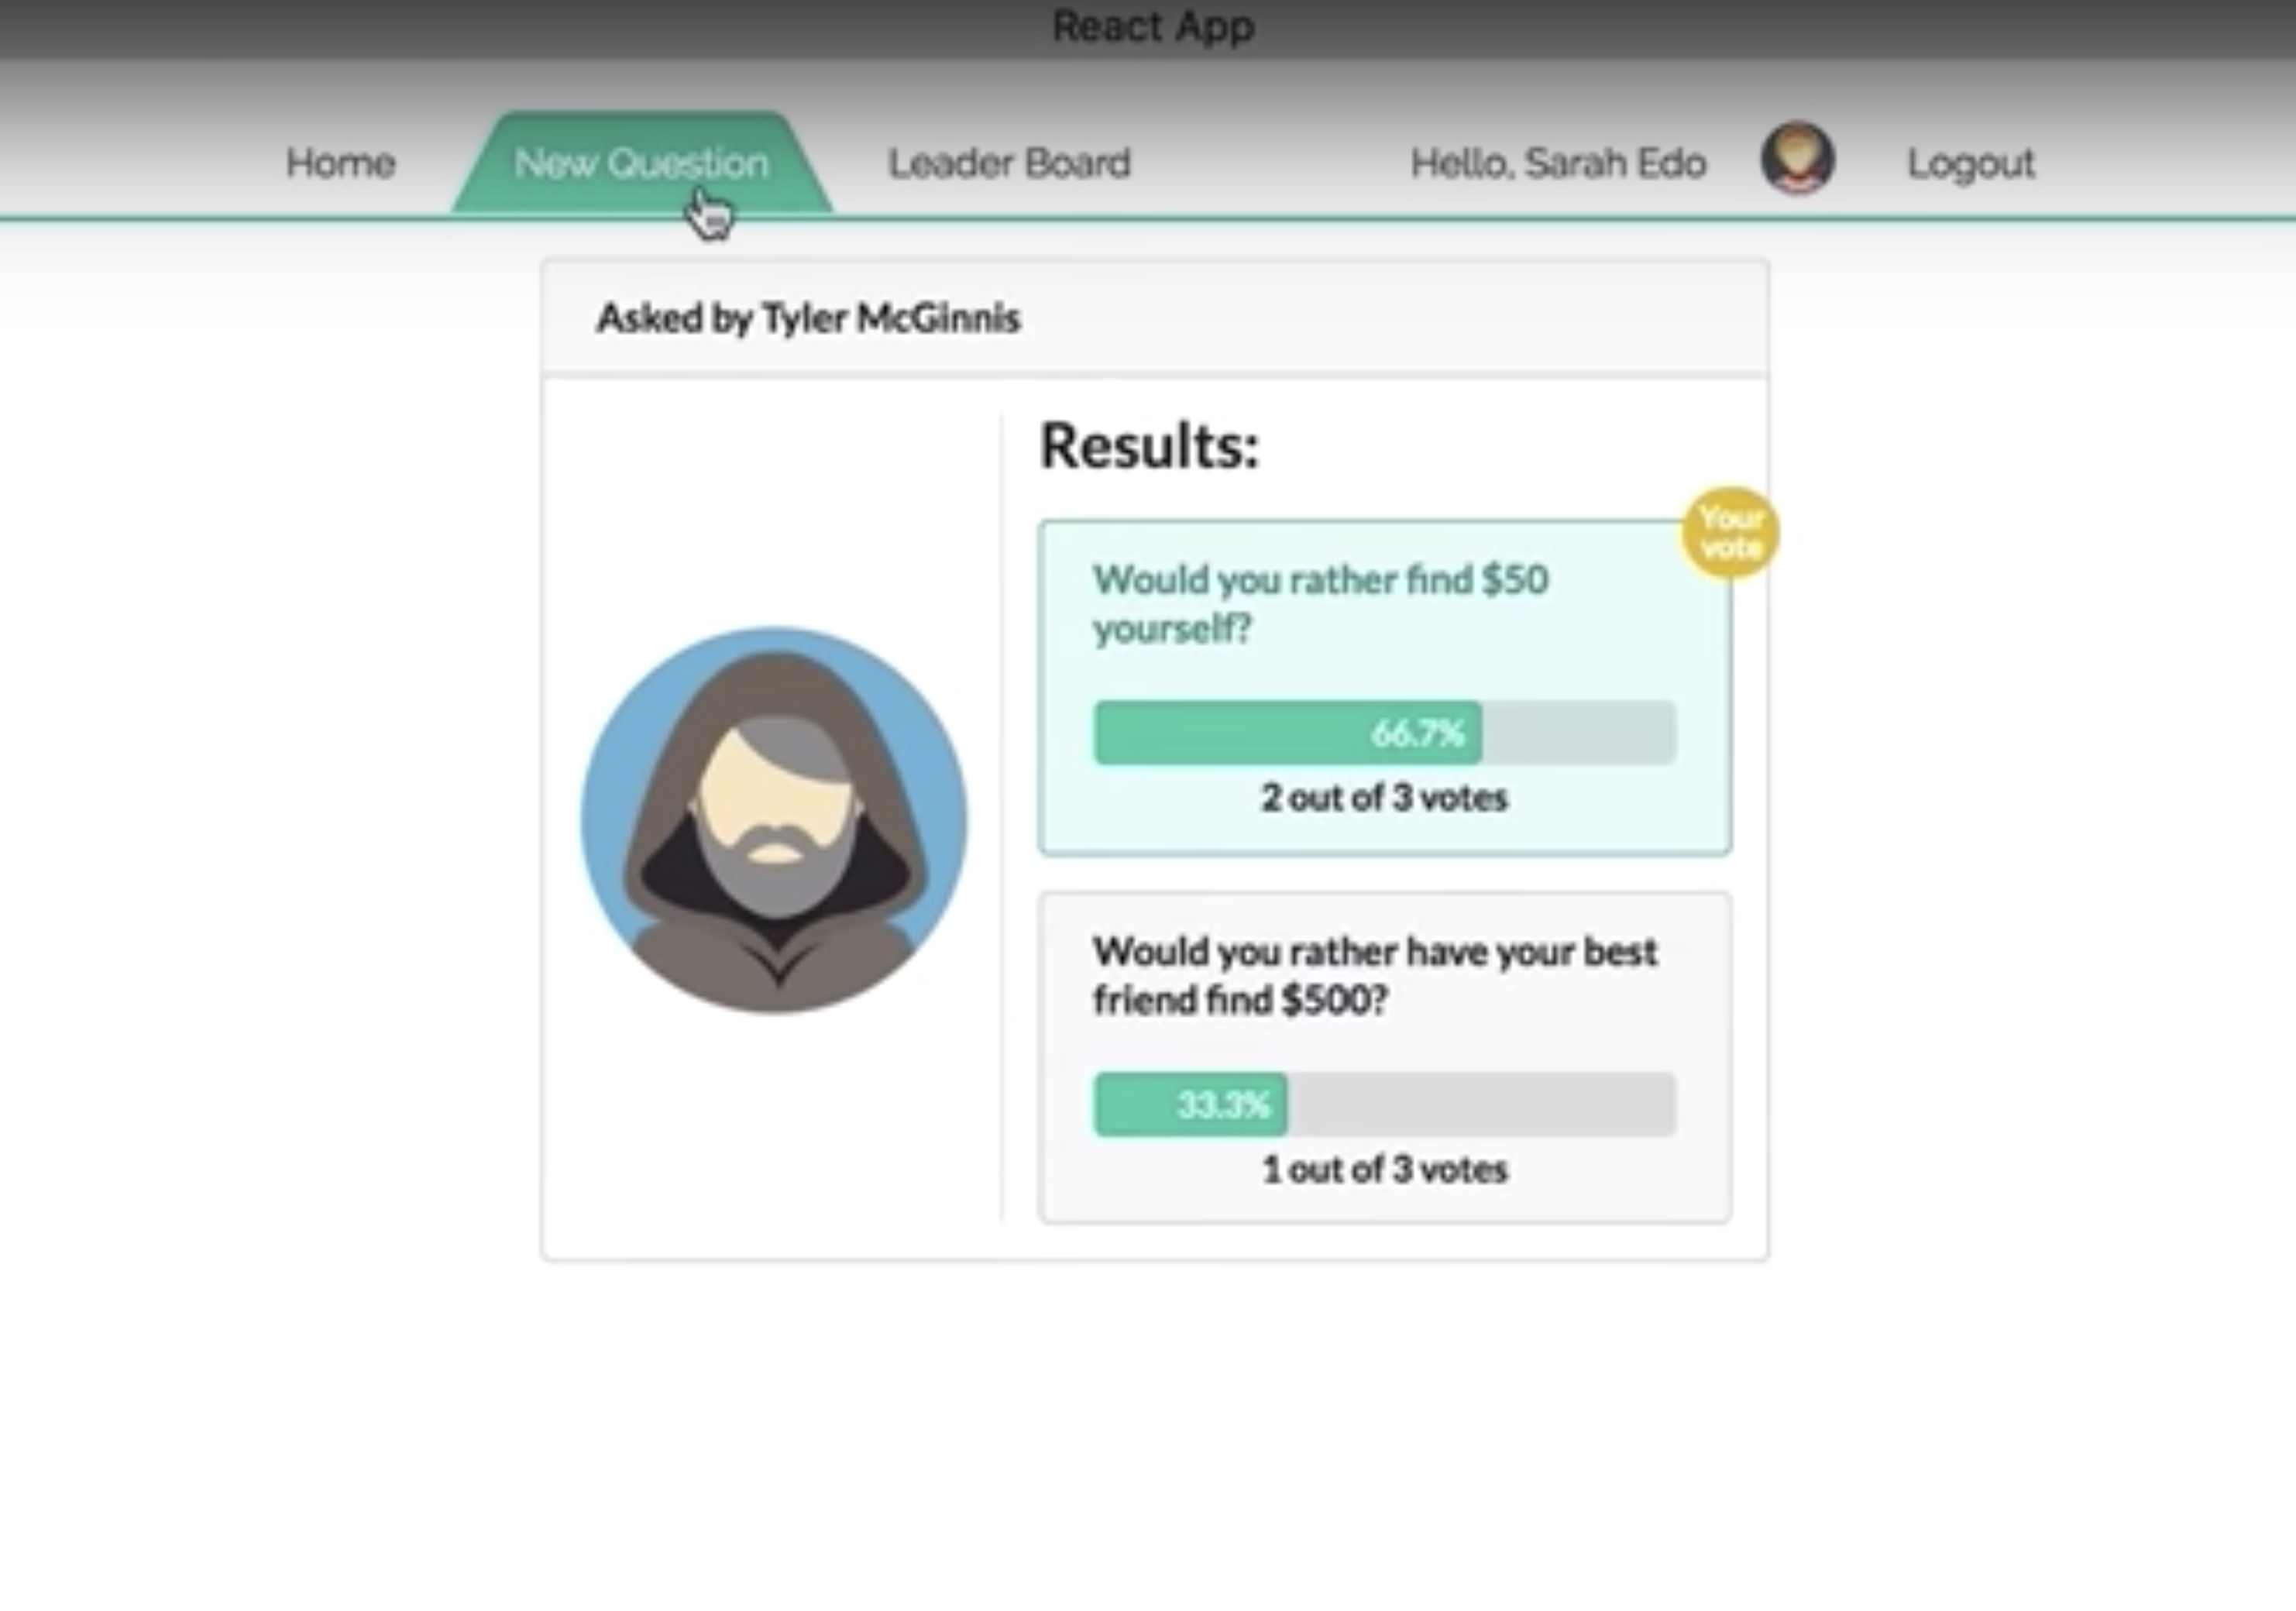 React App
Home New Question Leader Board Hello, Sarah Edo Logout
Asked by Tyler McGinnis
Results:
Your
vote
Would you rather find $50
yourself?
66.7%
2 out of 3 votes
Would you rather have your best
friend find $500?
33.3%
1 out of 3 votes